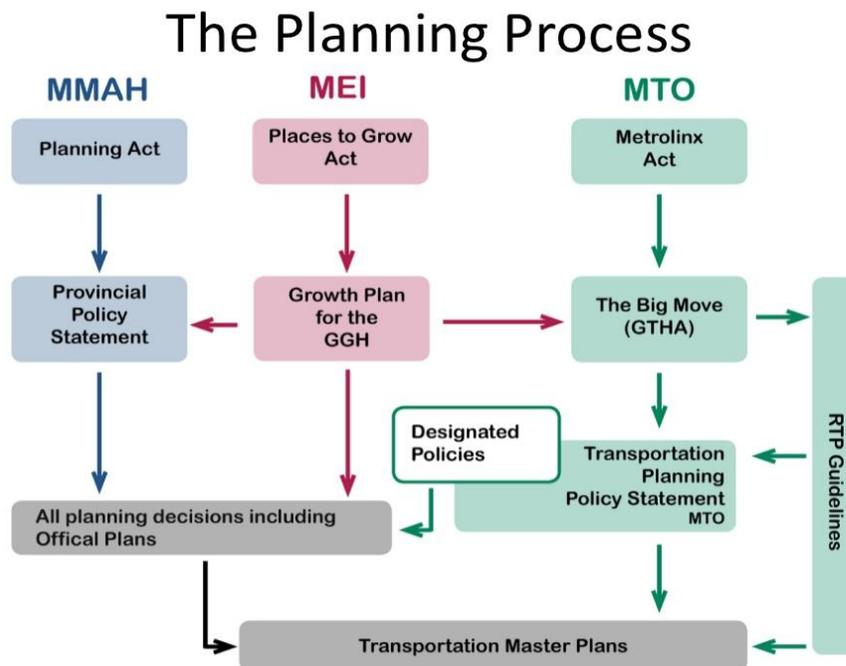 The Planning Process
MMAH
MEI
MTO
Planning Act
Places to Grow
Act
Metrolinx
Act
Provincial
Policy
Statement
Growth Plan
for the
GGH
The Big Move
(GTHA)
RTP Guidelines
Designated
Policies
Transportation
Planning
Policy Statement
MTO
All planning decisions including
Offical Plans
Transportation Master Plans